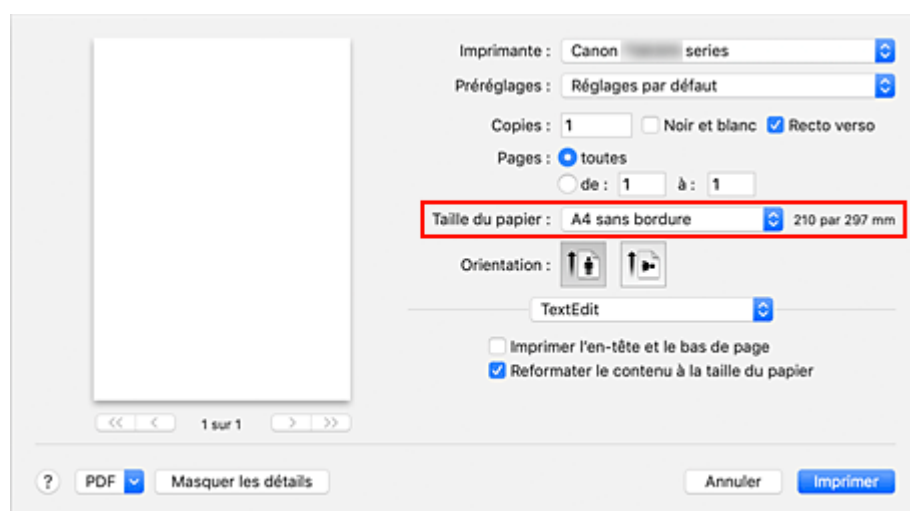 Imprimante : Canon series
Préréglages : Réglages par défaut
Copies : 1 Noir et blanc Recto verso
Pages : toutes
de : 1 à : 1
Taille du papier : A4 sans bordure 210 par 297 mm
Orientation :
TextEdit
Imprimer l'en-tête et le bas de page
Reformater le contenu à la taille du papier
<< < 1 sur 1 > >>
? PDF Masquer les détails Annuler Imprimer